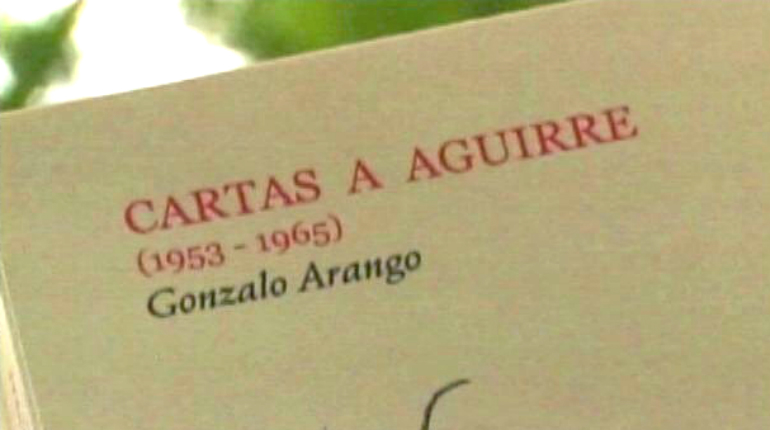 CARTAS A AGUIRRE
(1953 - 1965)
Gonzalo Arango